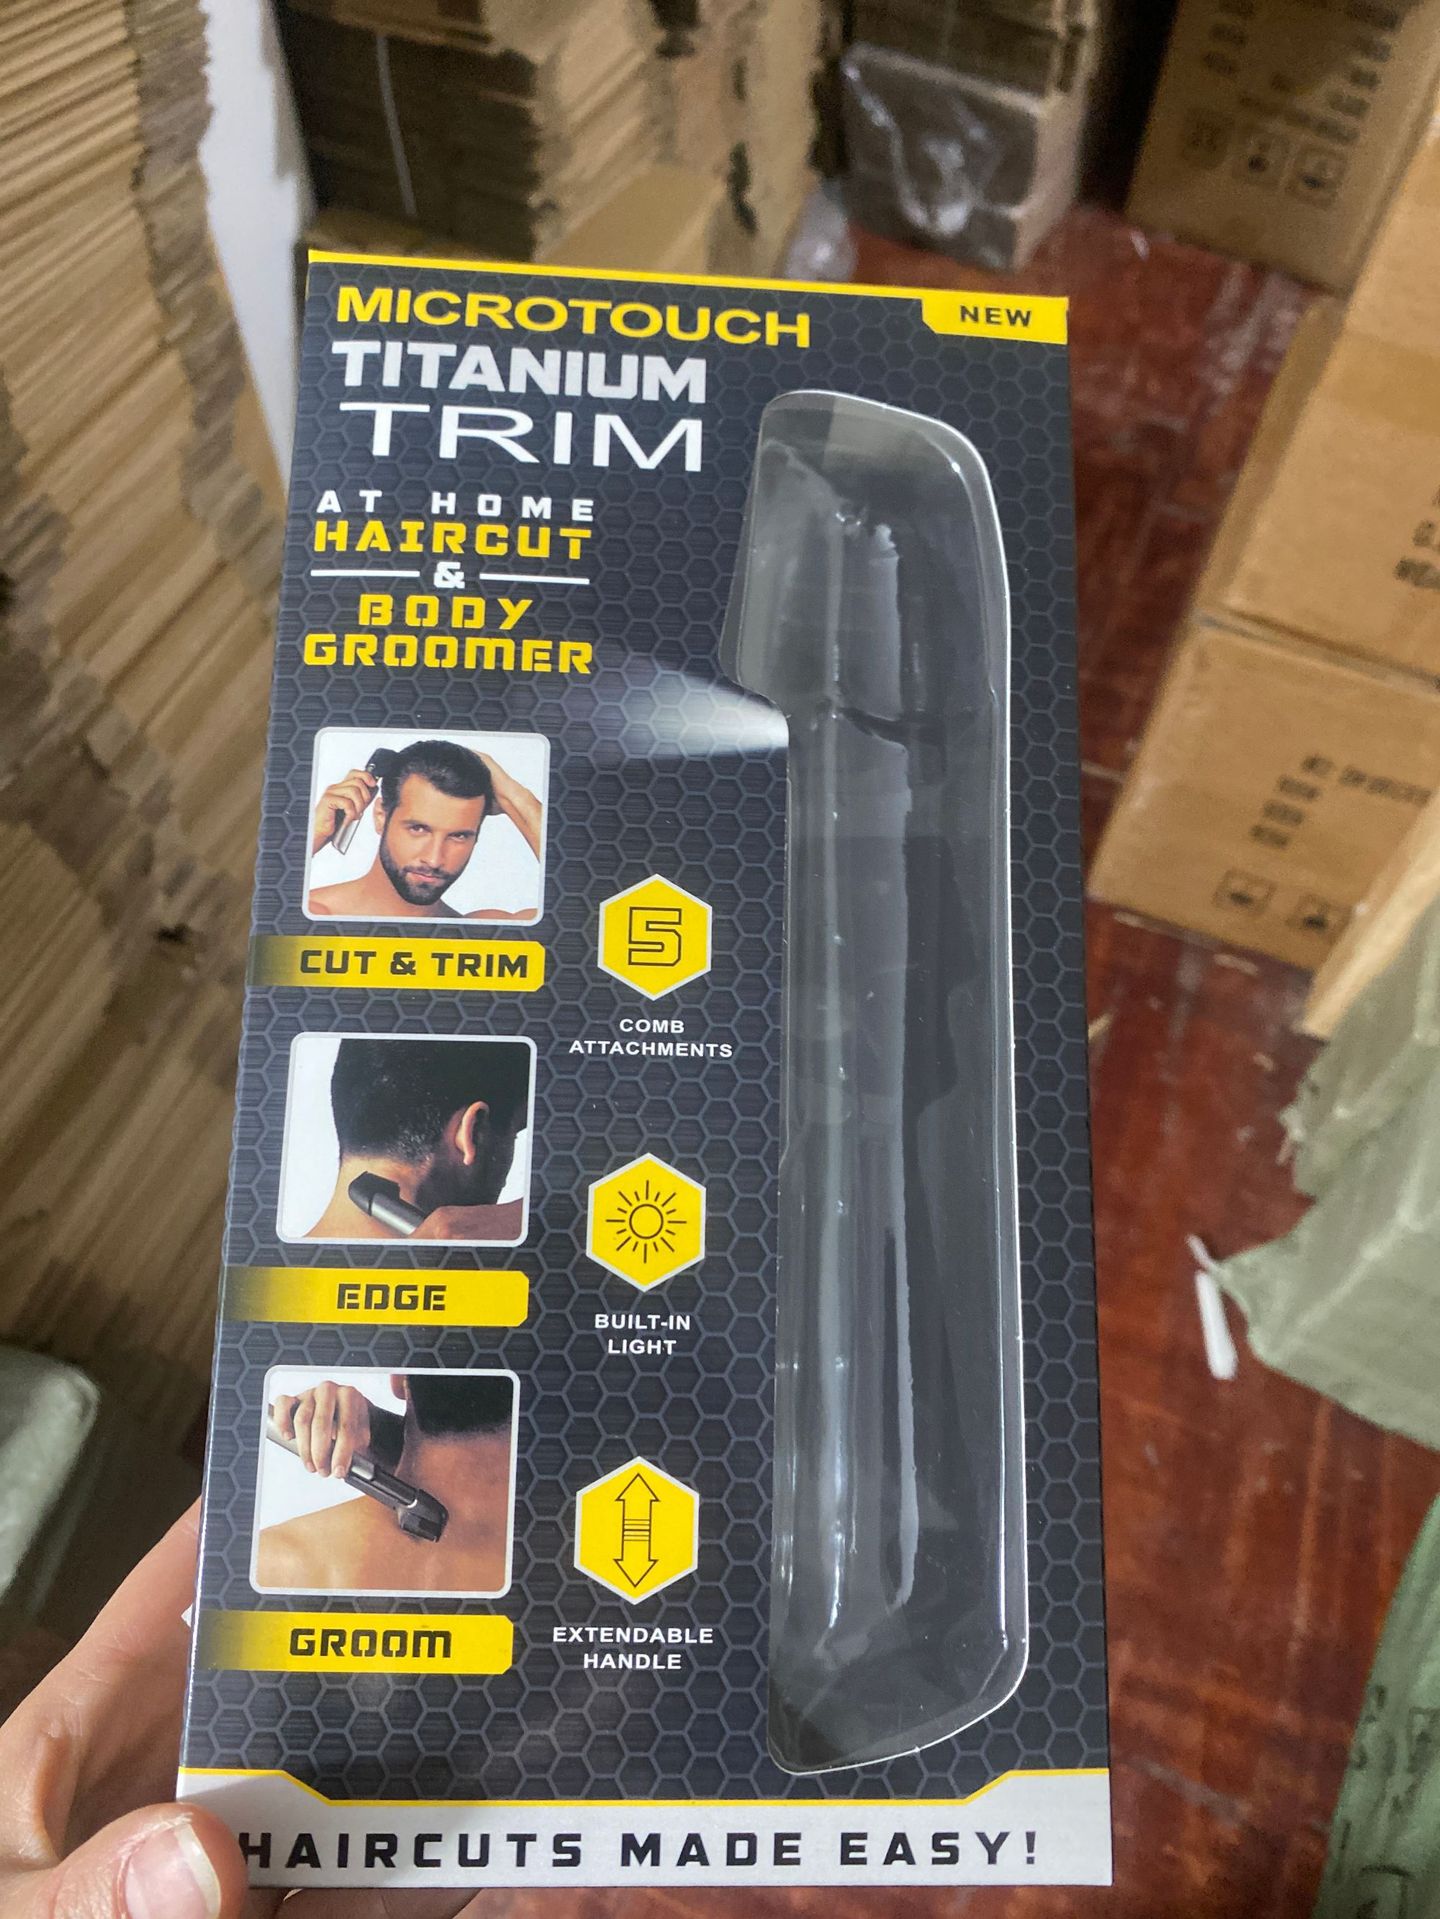 MICROTOUCH
NEW
TITANIUM
TRIM
AT HOME
HAIRCUT
&
BODY
GROOMER
CUT & TRIM
5
COMB
ATTACHMENTS
EDGE
BUILT-IN
LIGHT
GROOM
EXTENDABLE
HANDLE
HAIRCUTS MADE EASY!